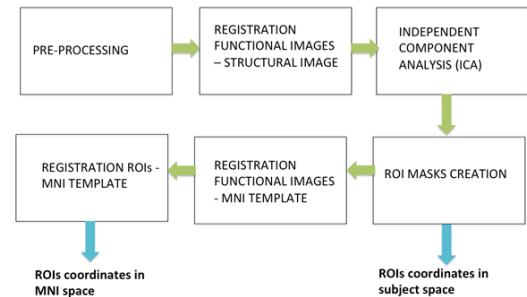 PRE-PROCESSING
REGISTRATION
FUNCTIONAL IMAGES
– STRUCTURAL IMAGE
INDEPENDENT
COMPONENT
ANALYSIS (ICA)
REGISTRATION ROIs -
MNI TEMPLATE
REGISTRATION
FUNCTIONAL IMAGES
- MNI TEMPLATE
ROI MASKS CREATION
ROIs coordinates in
MNI space
ROIs coordinates in
subject space